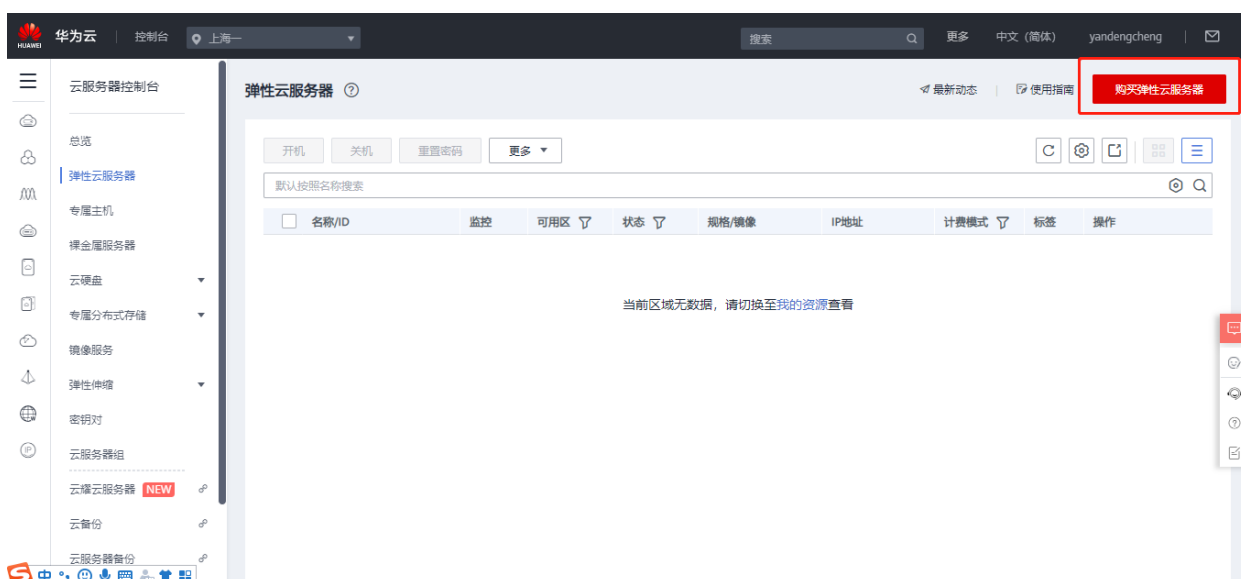 HUAWEI 华为云 控制台 上海一 搜索 更多 中文 (简体) yandengcheng
云服务器控制台
弹性云服务器
最新动态 使用指南 购买弹性云服务器
总览
弹性云服务器
专属主机
裸金属服务器
云硬盘
专属分布式存储
镜像服务
弹性伸缩
密钥对
云服务器组
云耀云服务器 NEW
云备份
云服务器备份
开机 关机 重置密码 更多
默认按照名称搜索
名称/ID 监控 可用区 状态 规格/镜像 IP地址 计费模式 标签 操作
当前区域无数据，请切换至我的资源查看
IP
中